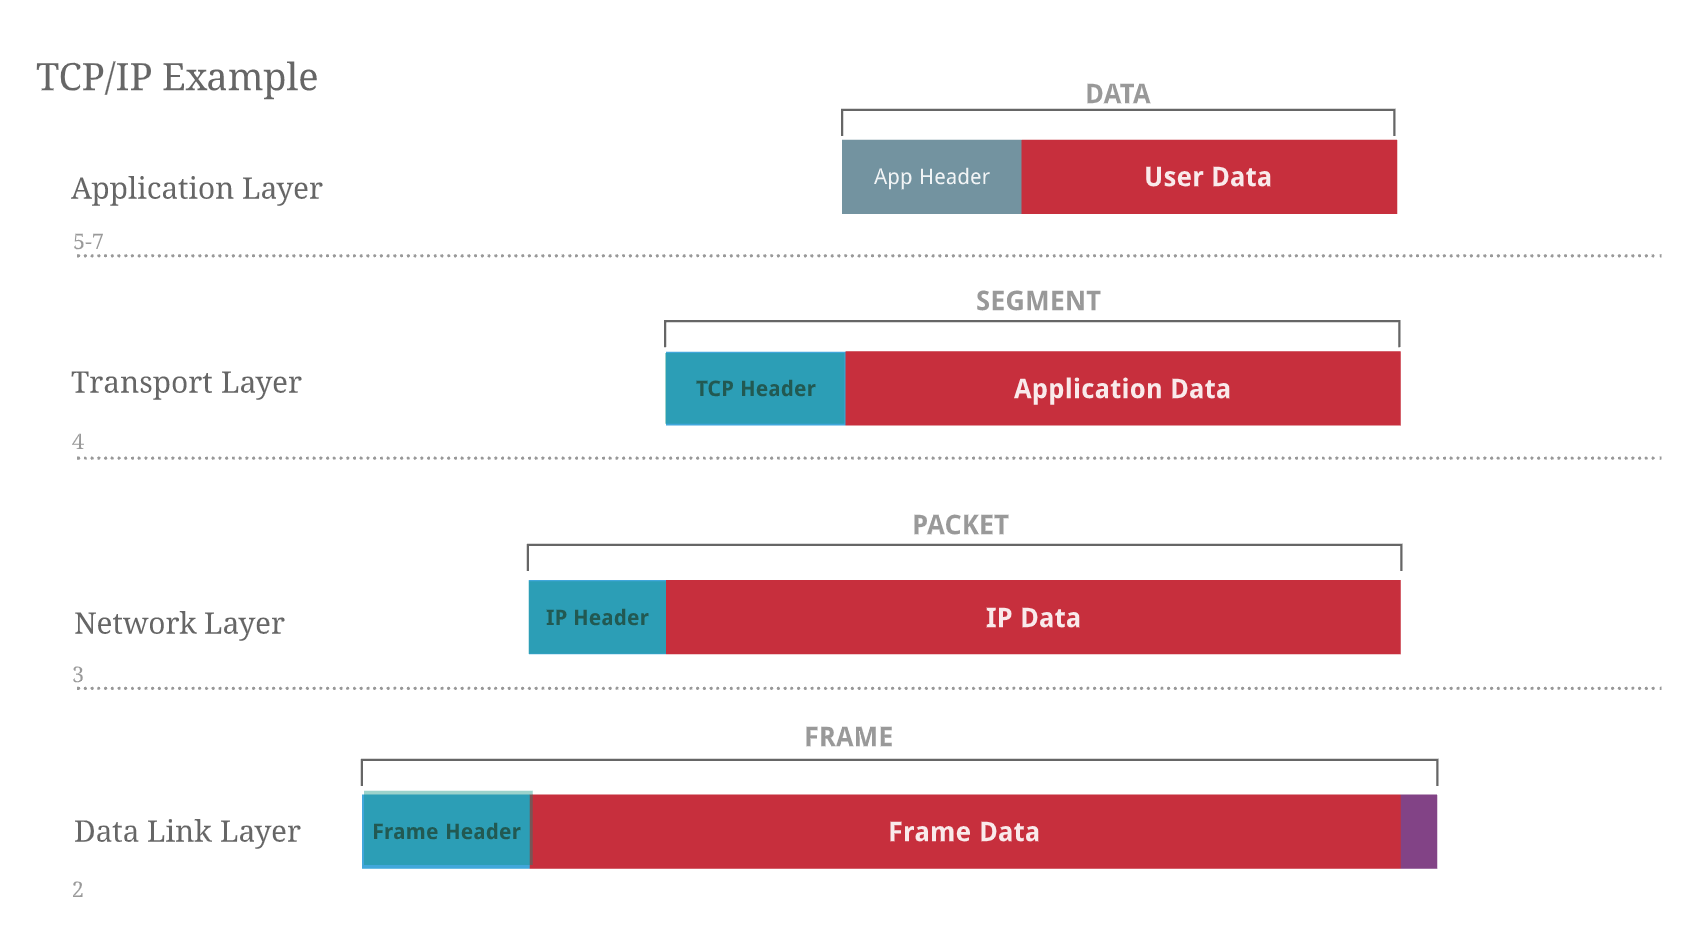 TCP/IP Example
DATA
App Header User Data
Application Layer
5-7
SEGMENT
TCP Header Application Data
Transport Layer
4
PACKET
IP Header IP Data
Network Layer
3
FRAME
Data Link Layer Frame Header Frame Data
2